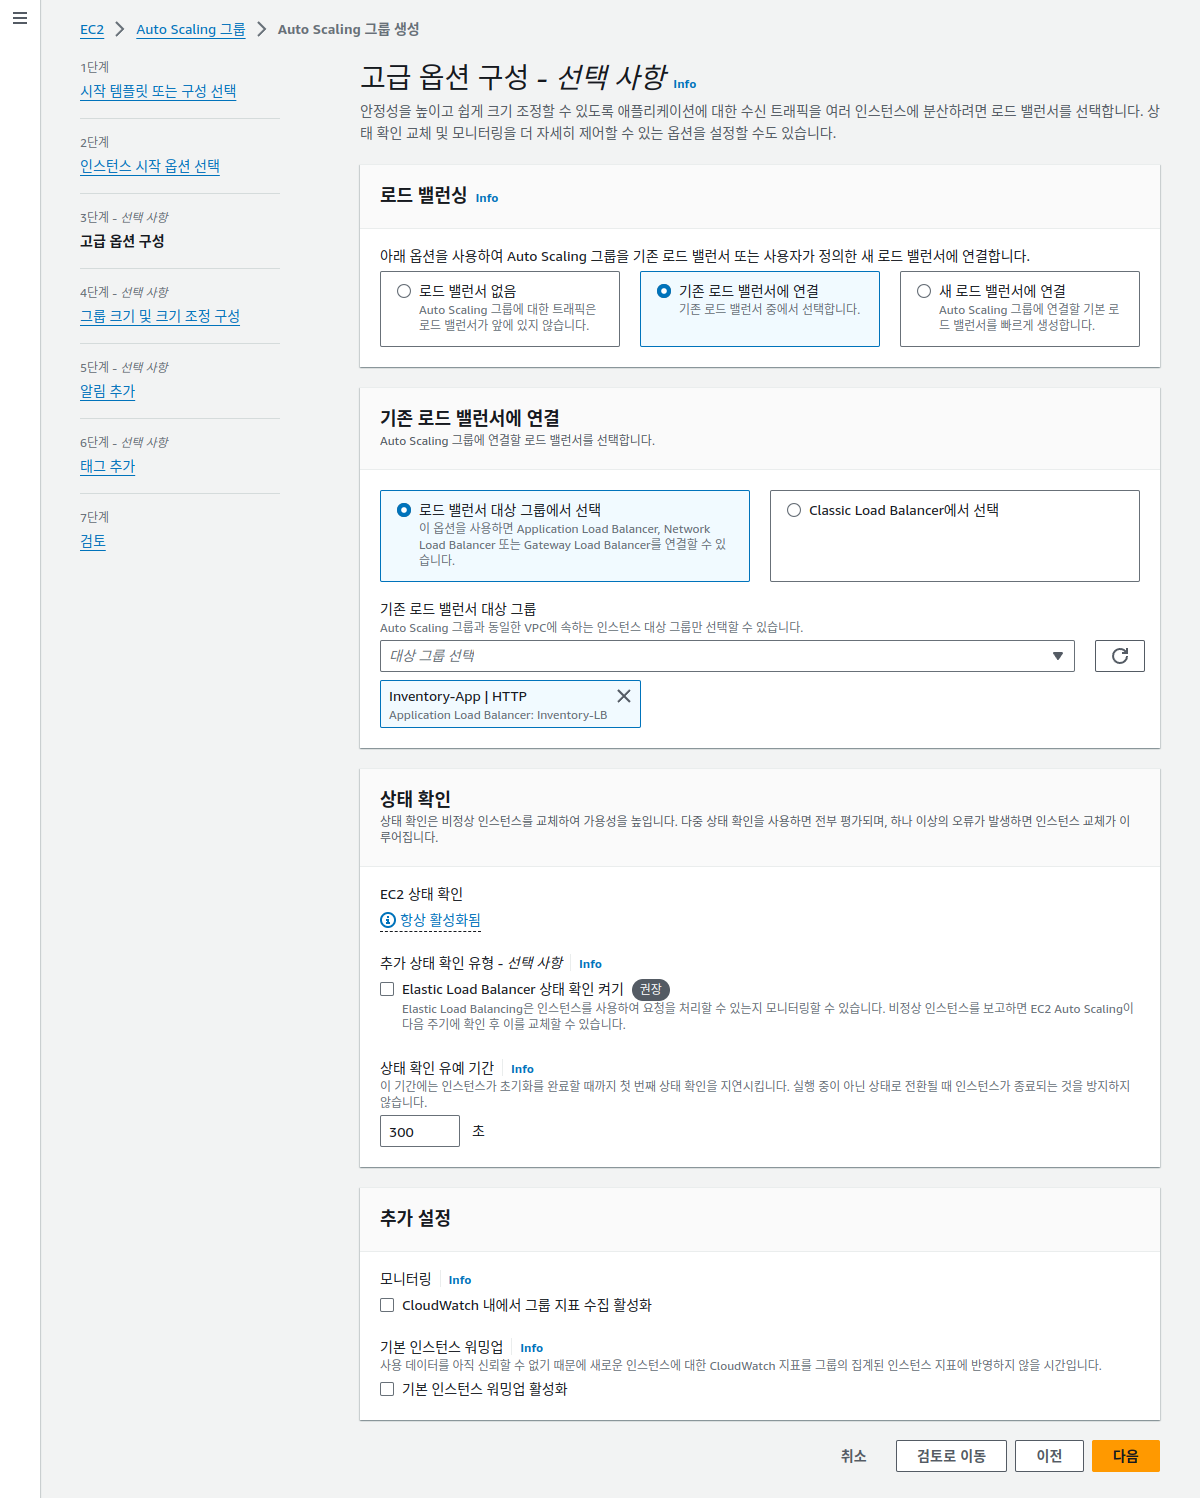 EC2 > Auto Scaling 그룹 > Auto Scaling 그룹 생성
1단계
시작 템플릿 또는 구성 선택
2단계
인스턴스 시작 옵션 선택
3단계 - 선택 사항
고급 옵션 구성
4단계 - 선택 사항
그룹 크기 및 크기 조정 구성
5단계 - 선택 사항
알림 추가
6단계 - 선택 사항
태그 추가
7단계
검토
고급 옵션 구성 - 선택 사항 Info
안정성을 높이고 쉽게 크기 조정할 수 있도록 애플리케이션에 대한 수신 트래픽을 여러 인스턴스에 분산하려면 로드 밸런서를 선택합니다. 상
태 확인 교체 및 모니터링을 더 자세히 제어할 수 있는 옵션을 설정할 수도 있습니다.
로드 밸런싱 Info
아래 옵션을 사용하여 Auto Scaling 그룹을 기존 로드 밸런서 또는 사용자가 정의한 새 로드 밸런서에 연결합니다.
로드 밸런서 없음
Auto Scaling 그룹에 대한 트래픽은
로드 밸런서가 앞에 있지 않습니다.
기존 로드 밸런서에 연결
기존 로드 밸런서 중에서 선택합니다.
새 로드 밸런서에 연결
Auto Scaling 그룹에 연결할 기본 로
드 밸런서를 빠르게 생성합니다.
기존 로드 밸런서에 연결
Auto Scaling 그룹에 연결할 로드 밸런서를 선택합니다.
로드 밸런서 대상 그룹에서 선택
이 옵션을 사용하면 Application Load Balancer, Network
Load Balancer 또는 Gateway Load Balancer를 연결할 수 있
습니다.
Classic Load Balancer에서 선택
기존 로드 밸런서 대상 그룹
Auto Scaling 그룹과 동일한 VPC에 속하는 인스턴스 대상 그룹만 선택할 수 있습니다.
대상 그룹 선택
Inventory-App | HTTP
Application Load Balancer: Inventory-LB
상태 확인
상태 확인은 비정상 인스턴스를 교체하여 가용성을 높입니다. 다중 상태 확인을 사용하면 전부 평가되며, 하나 이상의 오류가 발생하면 인스턴스 교체가 이
루어집니다.
EC2 상태 확인
항상 활성화됨
추가 상태 확인 유형 - 선택 사항 Info
Elastic Load Balancer 상태 확인 켜기 권장
Elastic Load Balancing은 인스턴스를 사용하여 요청을 처리할 수 있는지 모니터링할 수 있습니다. 비정상 인스턴스를 보고하면 EC2 Auto Scaling이
다음 주기에 확인 후 이를 교체할 수 있습니다.
상태 확인 유예 기간 Info
이 기간에는 인스턴스가 초기화를 완료할 때까지 첫 번째 상태 확인을 지연시킵니다. 실행 중이 아닌 상태로 전환될 때 인스턴스가 종료되는 것을 방지하지
않습니다.
300 초
추가 설정
모니터링 Info
CloudWatch 내에서 그룹 지표 수집 활성화
기본 인스턴스 워밍업 Info
사용 데이터를 아직 신뢰할 수 없기 때문에 새로운 인스턴스에 대한 CloudWatch 지표를 그룹의 집계된 인스턴스 지표에 반영하지 않을 시간입니다.
기본 인스턴스 워밍업 활성화
취소 검토로 이동 이전 다음